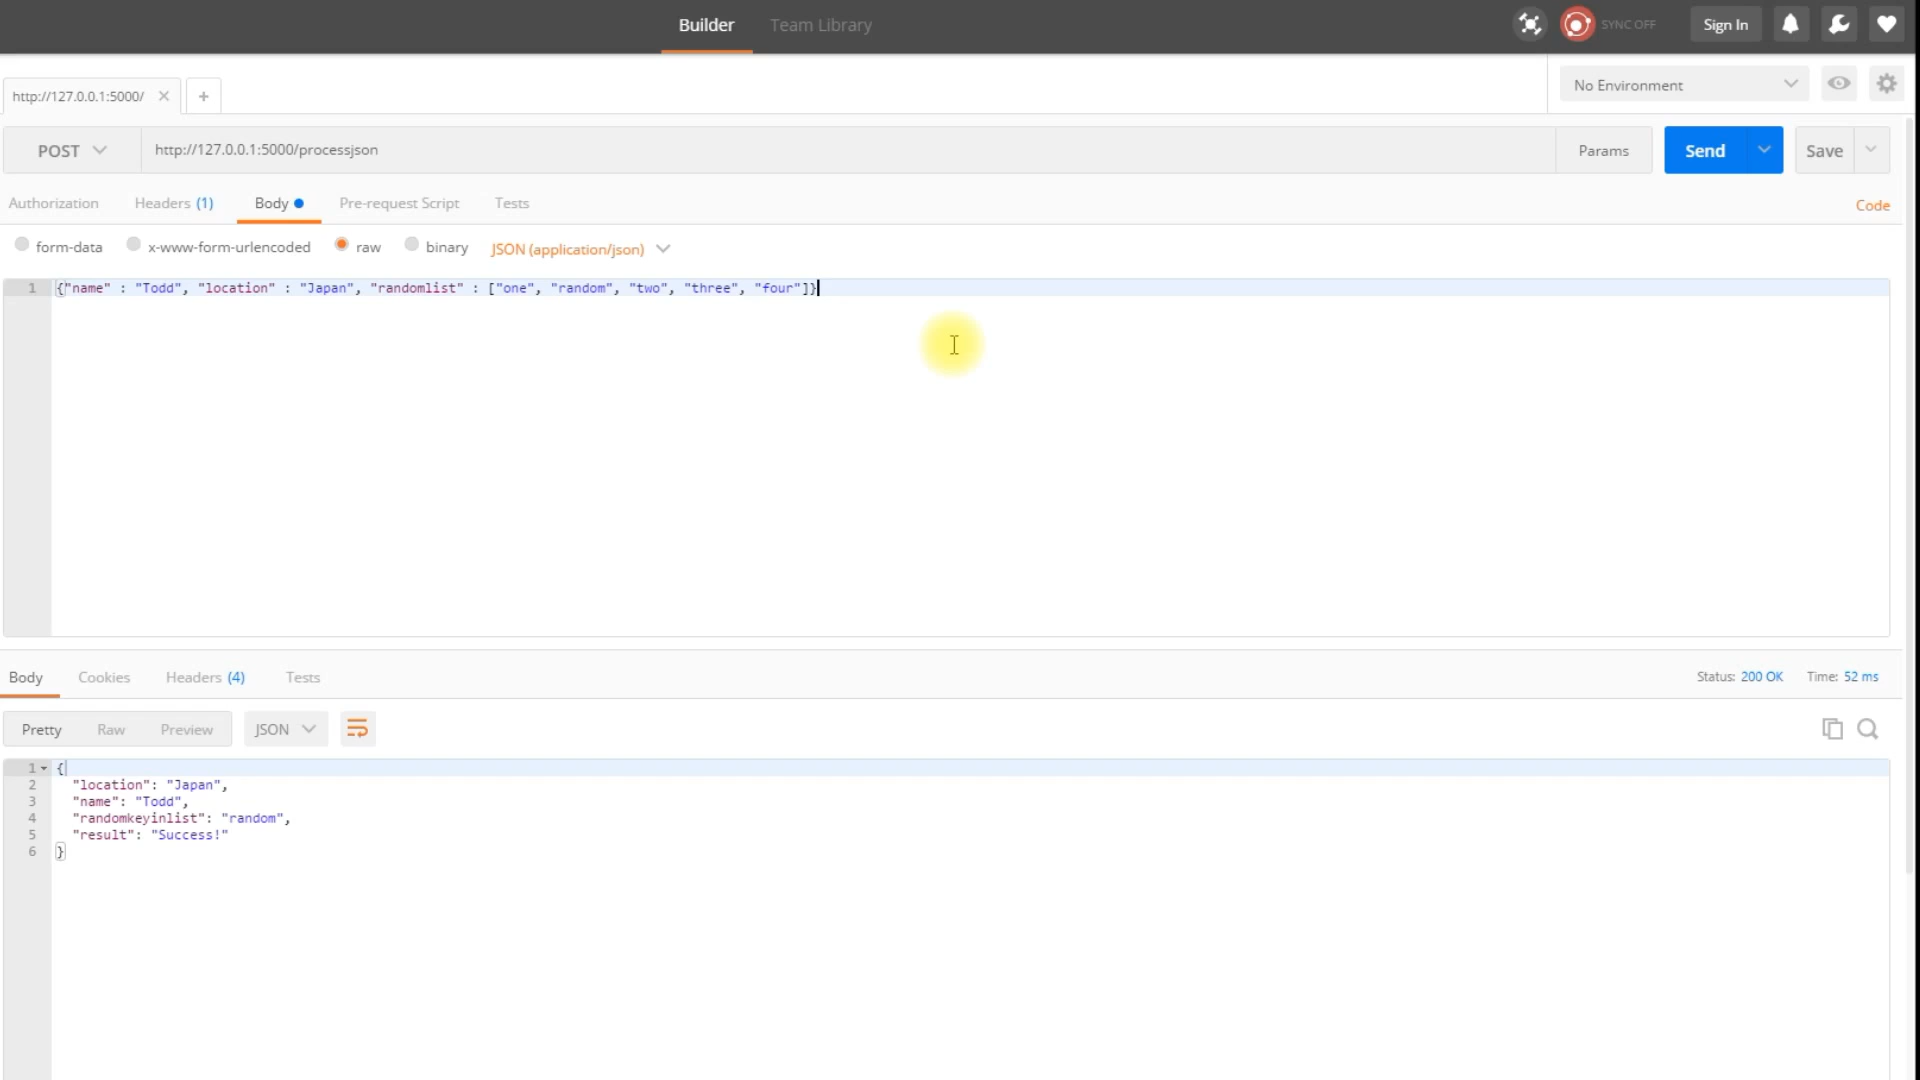 Builder Team Library SYNC OFF Sign In
http://127.0.0.1:5000/ No Environment
POST http://127.0.0.1:5000/processjson Params Send Save
Authorization Headers (1) Body Pre-request Script Tests Code
form-data x-www-form-urlencoded raw binary JSON (application/json)
1 {"name" : "Todd", "location" : "Japan", "randomlist" : ["one", "random", "two", "three", "four"]}
Body Cookies Headers (4) Tests Status: 200 OK Time: 52 ms
Pretty Raw Preview JSON
1 {
2 "location": "Japan",
3 "name": "Todd",
4 "randomkeyinlist": "random",
5 "result": "Success!"
6 }